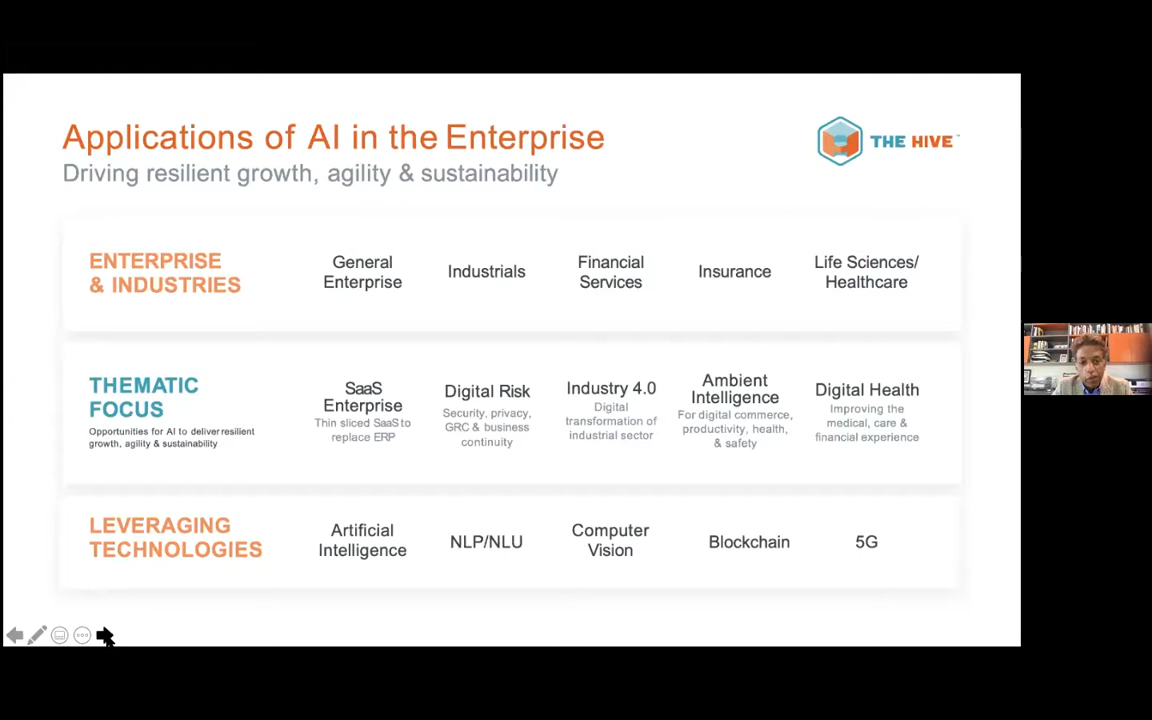 Applications of AI in the Enterprise
Driving resilient growth, agility & sustainability
THE HIVE™
ENTERPRISE
& INDUSTRIES
General
Enterprise
Industrials
Financial
Services
Insurance
Life Sciences/
Healthcare
THEMATIC
FOCUS
Opportunities for AI to deliver resilient
growth, agility & sustainability
SaaS
Enterprise
Thin sliced SaaS to
replace ERP
Digital Risk
Security, privacy,
GRC & business
continuity
Industry 4.0
Digital
transformation of
industrial sector
Ambient
Intelligence
For digital commerce,
productivity, health,
& safety
Digital Health
Improving the
medical, care &
financial experience
LEVERAGING
TECHNOLOGIES
Artificial
Intelligence
NLP/NLU
Computer
Vision
Blockchain
5G